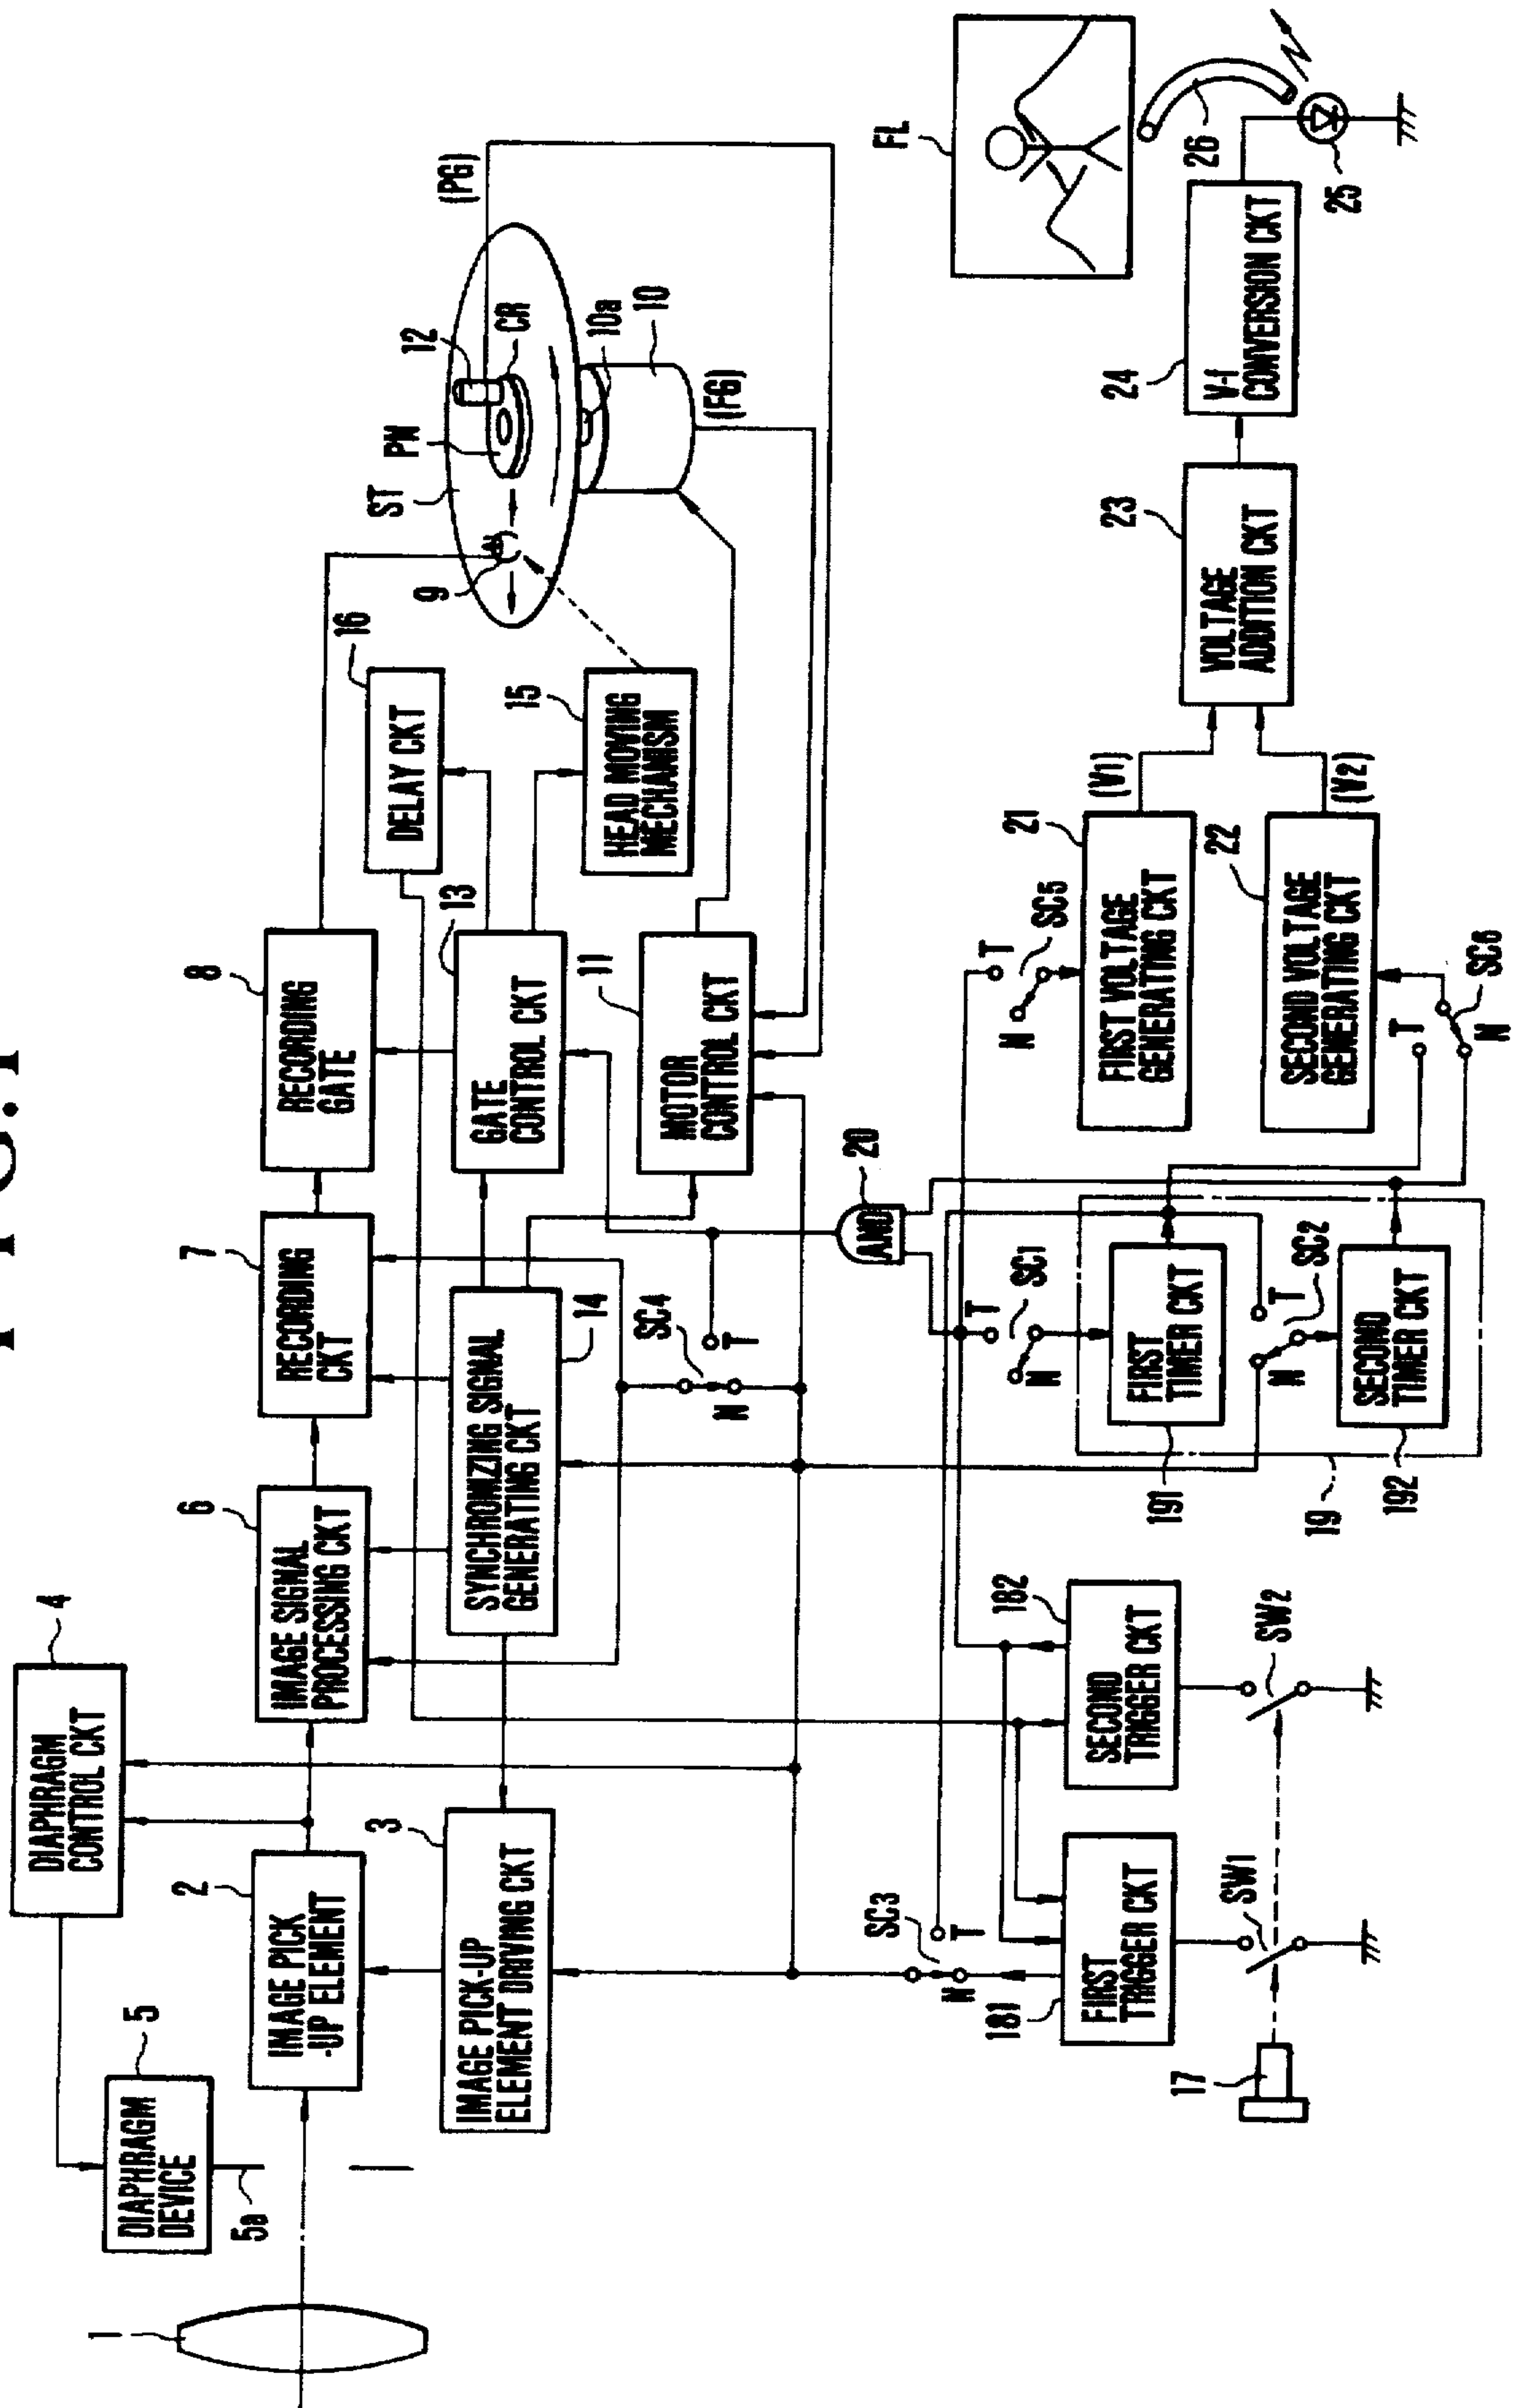 FIG. 1
DIAPHRAGM
CONTROL CKT
4
DIAPHRAGM
DEVICE
5
5a
1
IMAGE PICK
-UP ELEMENT
2
IMAGE SIGNAL
PROCESSING CKT
6
RECORDING
CKT
7
RECORDING
GATE
8
IMAGE PICK-UP
ELEMENT DRIVING CKT
3
SYNCHRONIZING SIGNAL
GENERATING CKT
14
GATE
CONTROL CKT
13
DELAY CKT
16
HEAD MOVING
MECHANISM
15
MOTOR
CONTROL CKT
11
9
ST
PN
12
CR
10a
10
(PG)
(FG)
SC4
N
T
SC3
N
T
FIRST
TRIGGER CKT
181
SECOND
TRIGGER CKT
182
17
SW1
SW2
AND
20
SC1
N
T
FIRST
TIMER CKT
191
SC2
N
T
SECOND
TIMER CKT
192
19
SC5
N
T
FIRST VOLTAGE
GENERATING CKT
21
(V1)
SECOND VOLTAGE
GENERATING CKT
22
(V2)
SC6
T
N
VOLTAGE
ADDITION CKT
23
V-f
CONVERSION CKT
24
25
26
FL